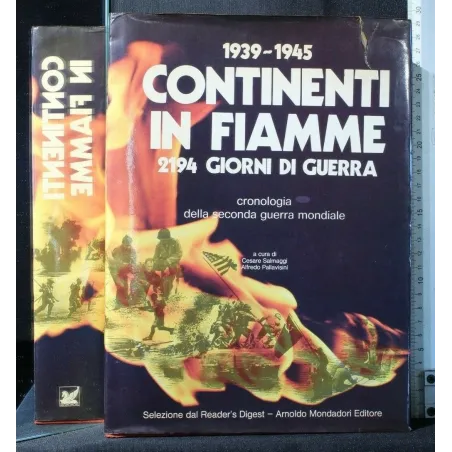 IN FIAMME
CONTINENTI
1939-1945
CONTINENTI
IN FIAMME
2194 GIORNI DI GUERRA
cronologia
della seconda guerra mondiale
a cura di
Cesare Salmaggi
Alfredo Pallavisini
Selezione dal Reader's Digest – Arnoldo Mondadori Editore